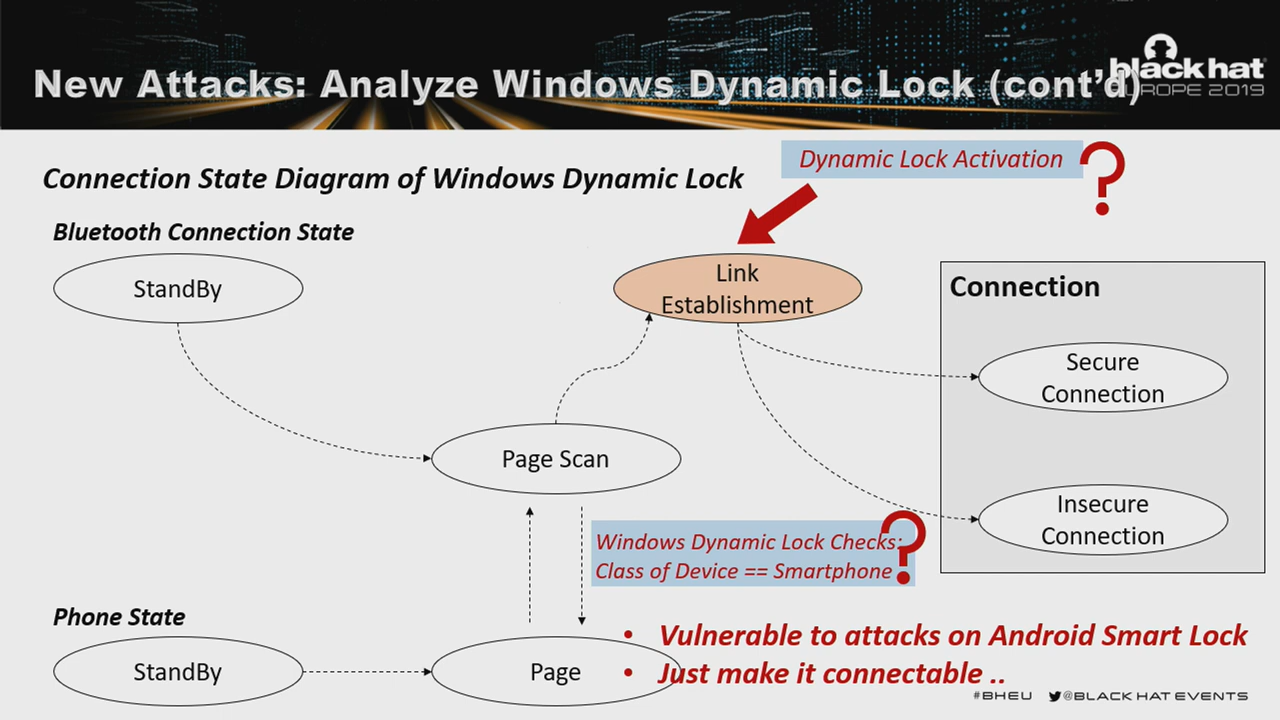 New Attacks: Analyze Windows Dynamic Lock (cont'd)
black hat
EUROPE 2019
Dynamic Lock Activation ?
Connection State Diagram of Windows Dynamic Lock
Bluetooth Connection State
StandBy
Link
Establishment
Connection
Secure
Connection
Page Scan
Insecure
Connection
Windows Dynamic Lock Checks:
Class of Device == Smartphone
?
Phone State
StandBy
Page
• Vulnerable to attacks on Android Smart Lock
• Just make it connectable ..
#BHEU @BLACK HAT EVENTS